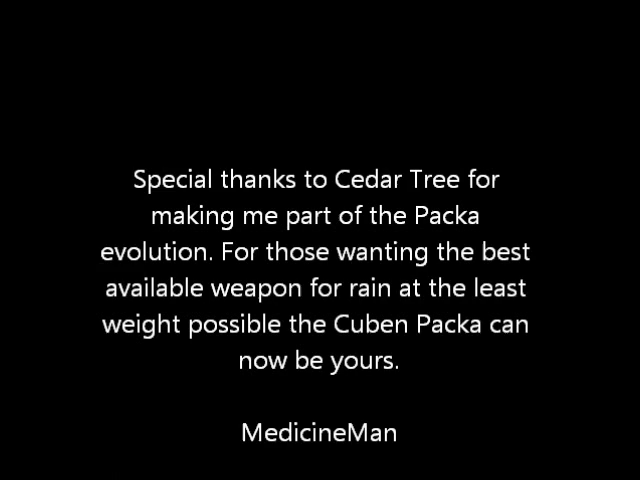 Special thanks to Cedar Tree for
making me part of the Packa
evolution. For those wanting the best
available weapon for rain at the least
weight possible the Cuben Packa can
now be yours.
MedicineMan